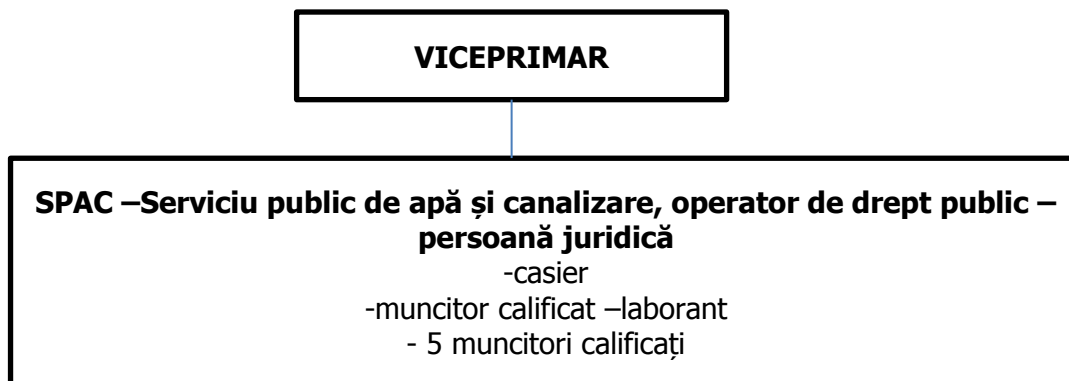 VICEPRIMAR
SPAC –Serviciu public de apă și canalizare, operator de drept public –
persoană juridică
-casier
-muncitor calificat –laborant
- 5 muncitori calificați